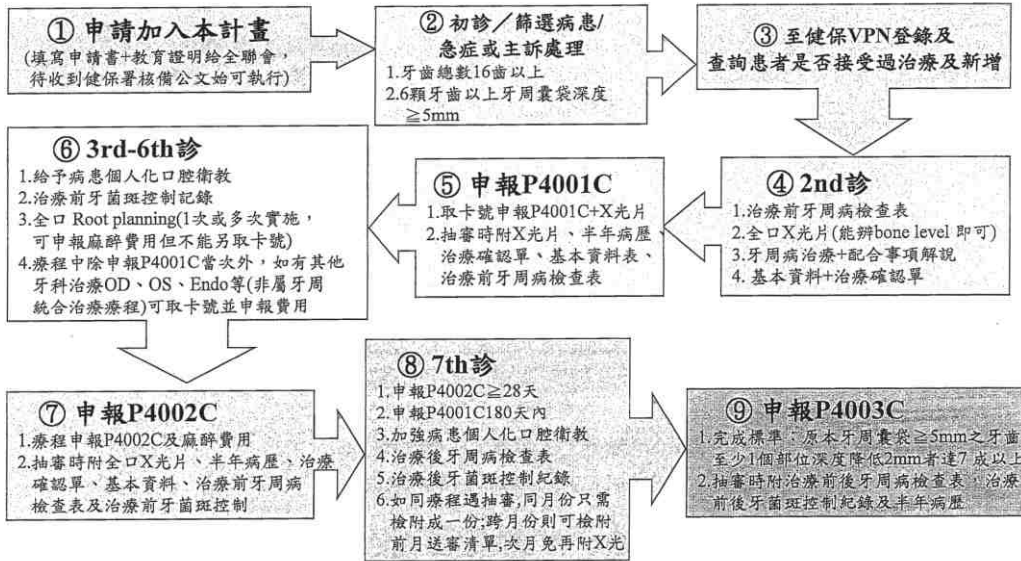 ① 申請加入本計畫
(填寫申請書+教育證明給全聯會，
待收到健保署核備公文始可執行)
② 初診／篩選病患/
急症或主訴處理
1.牙齒總數16齒以上
2.6顆牙齒以上牙周囊袋深度
≧5mm
③ 至健保VPN登錄及
查詢患者是否接受過治療及新增
④ 2nd診
1.治療前牙周病檢查表
2.全口X光片(能辨bone level 即可)
3.牙周病治療+配合事項解說
4. 基本資料+治療確認單
⑤ 申報P4001C
1.取卡號申報P4001C+X光片
2.抽審時附X光片、半年病歷、
治療確認單、基本資料表、
治療前牙周病檢查表
⑥ 3rd-6th診
1.給予病患個人化口腔衛教
2.治療前牙菌斑控制記錄
3.全口 Root planning(1次或多次實施，
可申報麻醉費用但不能另取卡號)
4.療程中除申報P4001C當次外，如有其他
牙科治療OD、OS、Endo等(非屬牙周
統合治療療程)可取卡號並申報費用
⑦ 申報P4002C
1.療程申報P4002C及麻醉費用
2.抽審時附全口X光片、半年病歷、治療
確認單、基本資料、治療前牙周病
檢查表及治療前牙菌斑控制
⑧ 7th診
1.申報P4002C≧28天
2.申報P4001C180天內
3.加強病患個人化口腔衛教
4.治療後牙周病檢查表
5.治療後牙菌斑控制紀錄
6.如同療程遇抽審,同月份只需
檢附成一份;跨月份則可檢附
前月送審清單,次月免再附X光
⑨ 申報P4003C
1.完成標準：原本牙周囊袋≧5mm之牙齒
至少1個部位深度降低2mm者達7成以上
2.抽審時附治療前後牙周病檢查表，治療
前後牙菌斑控制紀錄及半年病歷